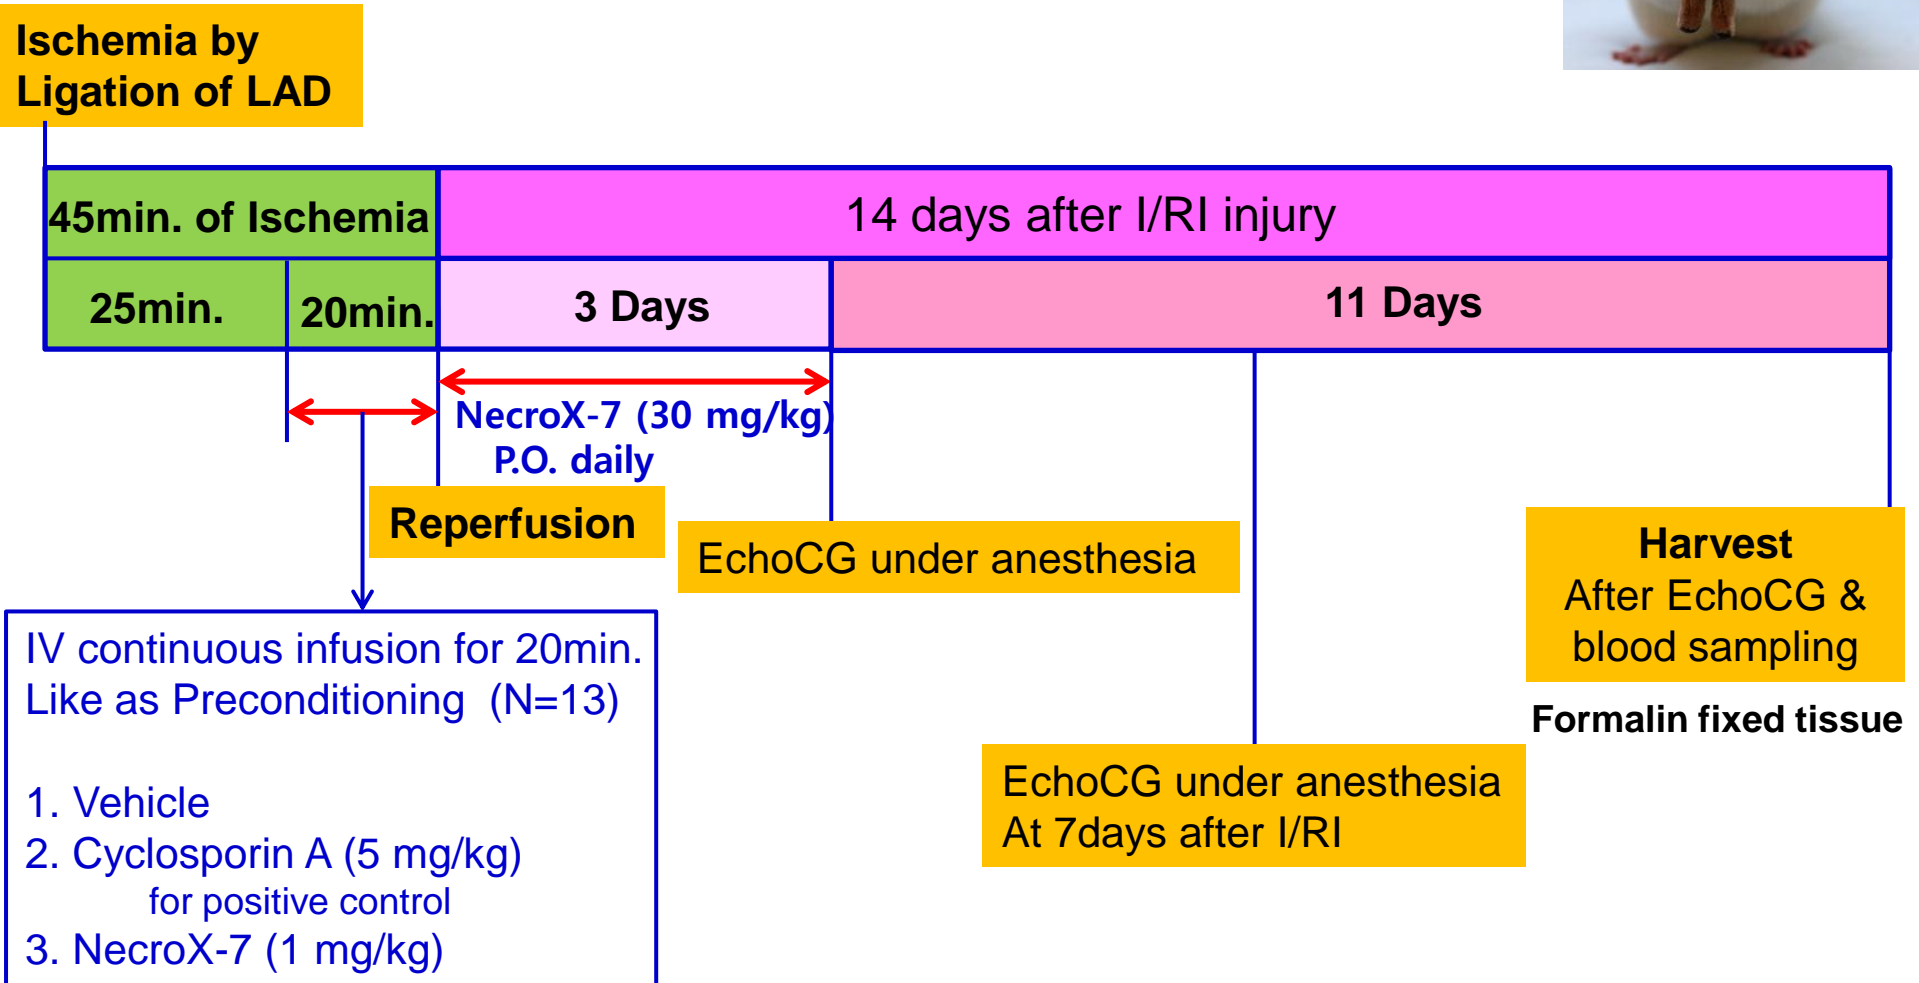 Ischemia by
Ligation of LAD
45min. of Ischemia
14 days after I/RI injury
25min.
20min.
3 Days
11 Days
NecroX-7 (30 mg/kg)
P.O. daily
Reperfusion
EchoCG under anesthesia
Harvest
After EchoCG &
blood sampling
Formalin fixed tissue
IV continuous infusion for 20min.
Like as Preconditioning (N=13)
1. Vehicle
2. Cyclosporin A (5 mg/kg)
for positive control
3. NecroX-7 (1 mg/kg)
EchoCG under anesthesia
At 7days after I/RI